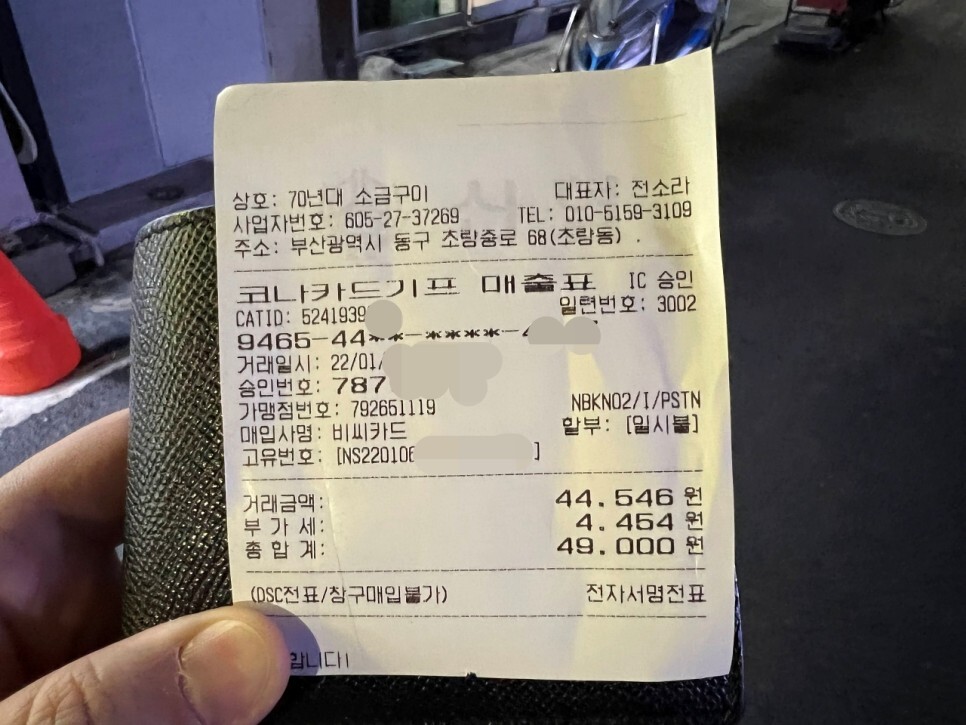 상호: 70년대 소금구이 대표자: 전소라
사업자번호: 605-27-37269 TEL: 010-5159-3109
주소: 부산광역시 동구 초량중로 68(초량동) .
코나카드기프 매출표 IC 승인
CATID: 5241939 일련번호: 3002
9465-44**-****-4
거래일시: 22/01/
승인번호: 787
가맹점번호: 792651119 NBKN02/I/PSTN
매입사명: 비씨카드 할부: [일시불]
고유번호: [NS220106 ]
거래금액: 44.546 원
부 가 세: 4.454 원
총 합 계: 49.000 원
(DSC전표/창구매입불가) 전자서명전표
합니다!